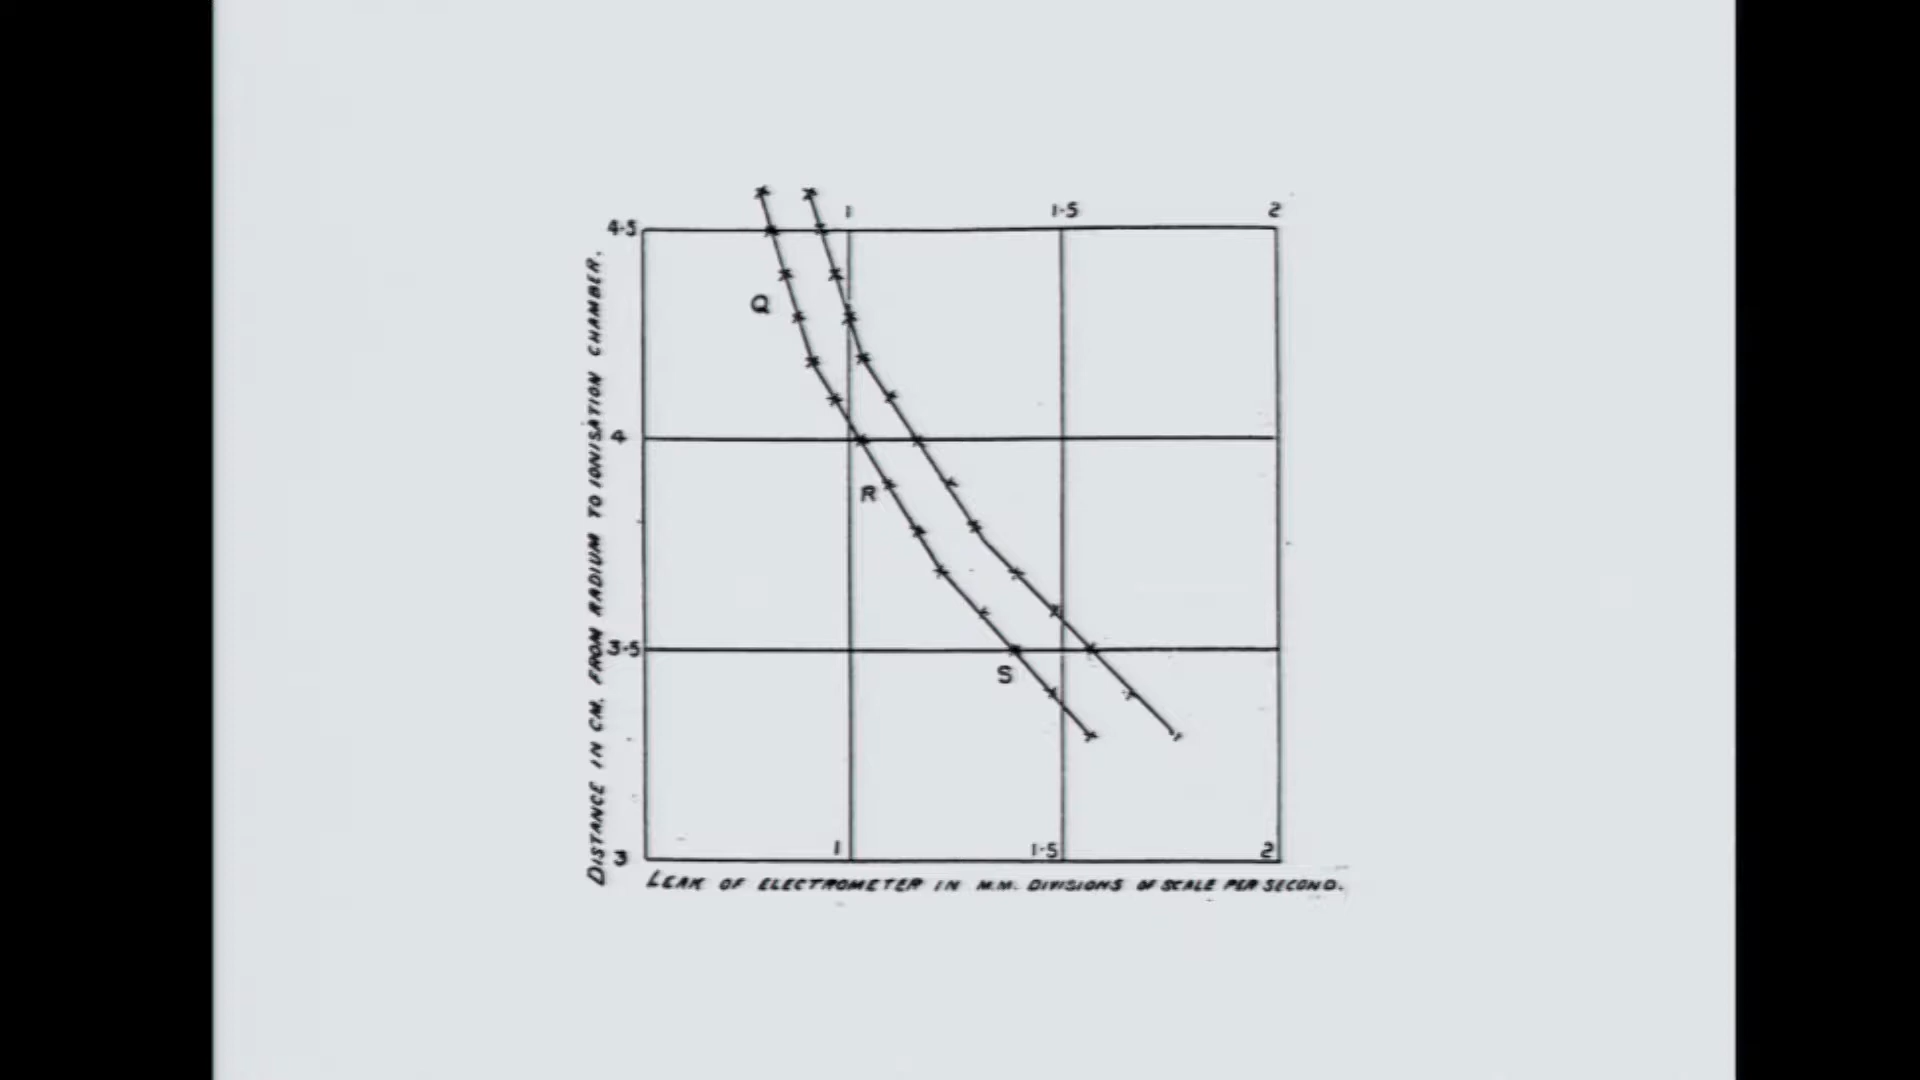 1 1·5 2
4·5
Q
4
R
3·5
S
3
1 1·5 2
DISTANCE IN CM. FROM RADIUM TO IONISATION CHAMBER.
LEAK OF ELECTROMETER IN M.M. DIVISIONS OF SCALE PER SECOND.